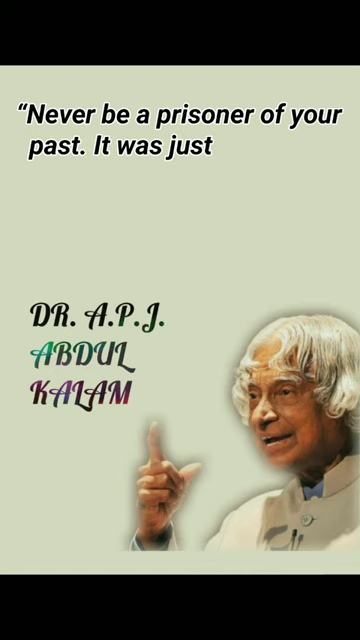 “Never be a prisoner of your
past. It was just
DR. A.P.J.
ABDUL
KALAM